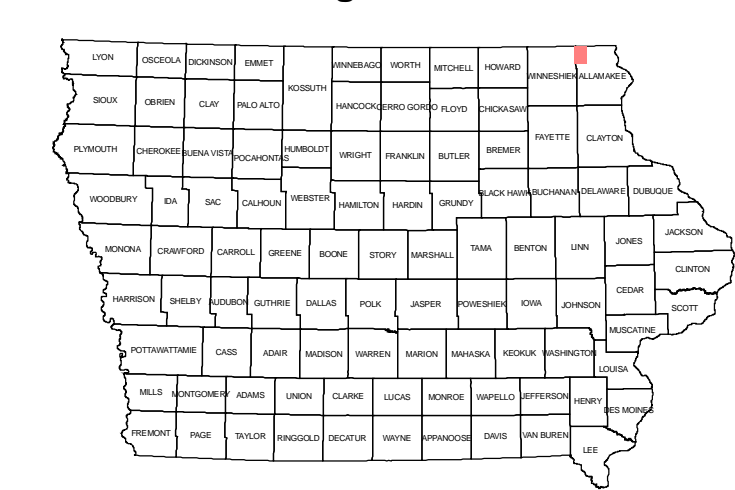 LYON OSCEOLA DICKINSON EMMET KOSSUTH WINNEBAGO WORTH MITCHELL HOWARD WINNESHIEK ALLAMAKEE
SIOUX OBRIEN CLAY PALO ALTO HANCOCK CERRO GORDO FLOYD CHICKASAW
PLYMOUTH CHEROKEE BUENA VISTA POCAHONTAS HUMBOLDT WRIGHT FRANKLIN BUTLER BREMER FAYETTE CLAYTON
WOODBURY IDA SAC CALHOUN WEBSTER HAMILTON HARDIN GRUNDY BLACK HAWK BUCHANAN DELAWARE DUBUQUE
MONONA CRAWFORD CARROLL GREENE BOONE STORY MARSHALL TAMA BENTON LINN JONES JACKSON
CLINTON
HARRISON SHELBY AUDUBON GUTHRIE DALLAS POLK JASPER POWESHIEK IOWA JOHNSON CEDAR SCOTT
MUSCATINE
POTTAWATTAMIE CASS ADAIR MADISON WARREN MARION MAHASKA KEOKUK WASHINGTON LOUISA
MILLS MONTGOMERY ADAMS UNION CLARKE LUCAS MONROE WAPELLO JEFFERSON HENRY DES MOINES
FREMONT PAGE TAYLOR RINGGOLD DECATUR WAYNE APPANOOSE DAVIS VAN BUREN LEE